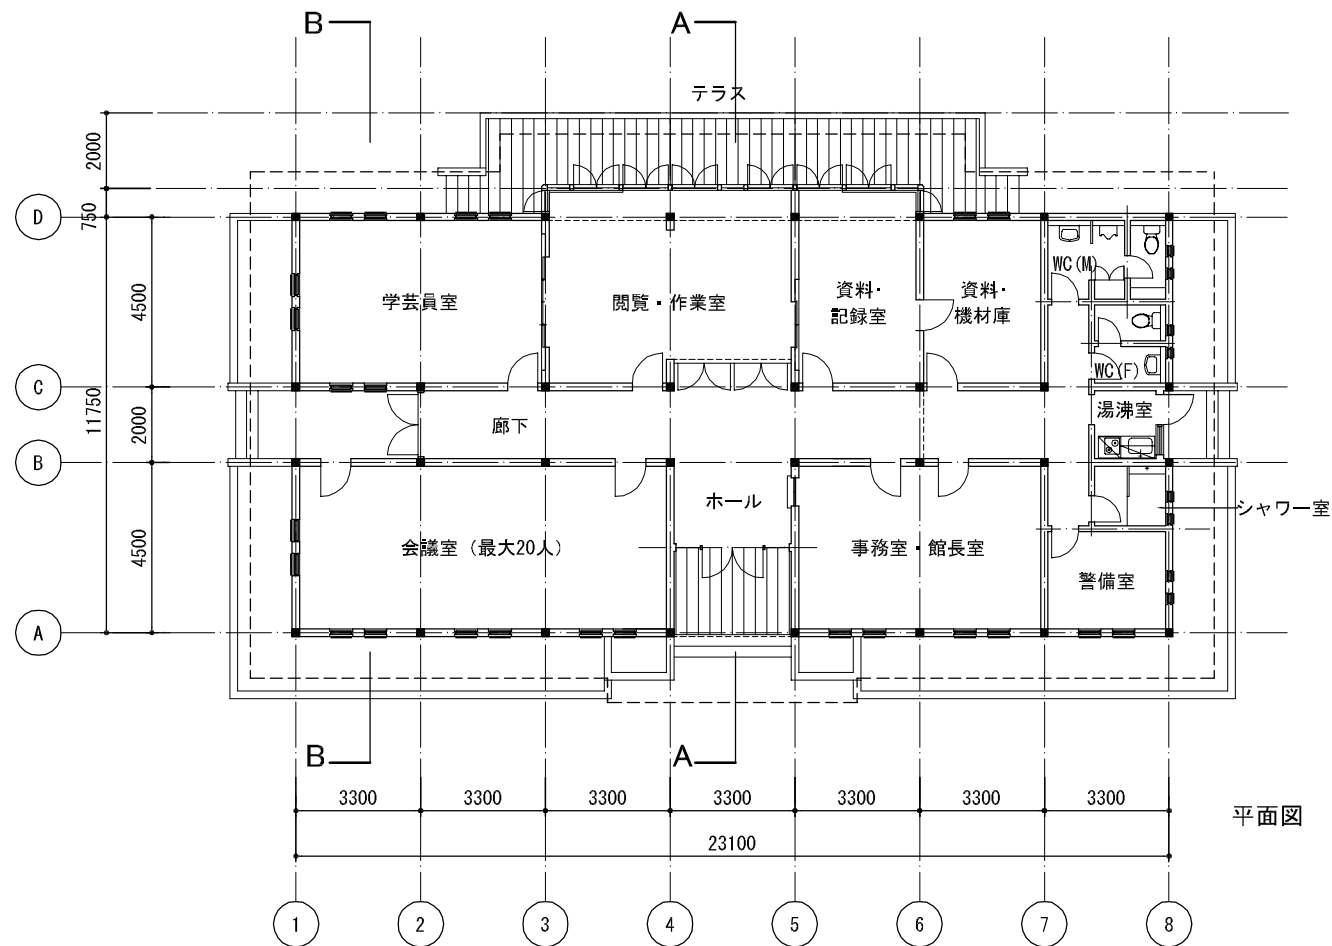 B
A
テラス
2000
750
D
WC(M)
4500
学芸員室
閲覧・作業室
資料・
記録室
資料・
機材庫
WC(F)
C
11750
2000
廊下
湯沸室
B
ホール
シャワー室
4500
会議室（最大20人）
事務室・館長室
警備室
A
B
A
3300
3300
3300
3300
3300
3300
3300
平面図
23100
1
2
3
4
5
6
7
8